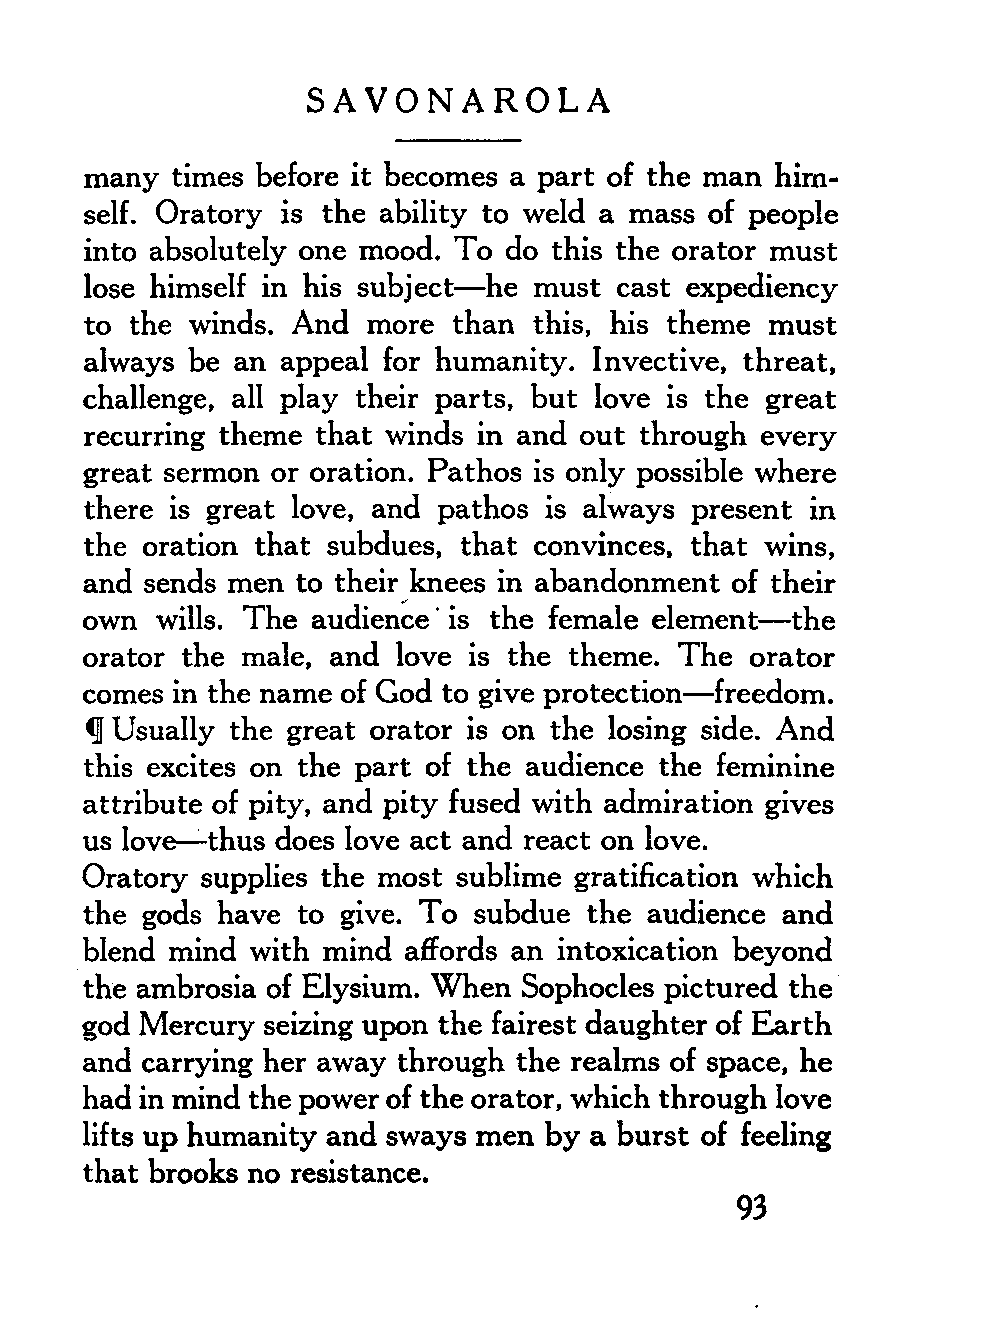 SAVONAROLA
many times before it becomes a part of the man him-
self. Oratory is the ability to weld a mass of people
into absolutely one mood. To do this the orator must
lose himself in his subject—he must cast expediency
to the winds. And more than this, his theme must
always be an appeal for humanity. Invective, threat,
challenge, all play their parts, but love is the great
recurring theme that winds in and out through every
great sermon or oration. Pathos is only possible where
there is great love, and pathos is always present in
the oration that subdues, that convinces, that wins,
and sends men to their knees in abandonment of their
own wills. The audience is the female element—the
orator the male, and love is the theme. The orator
comes in the name of God to give protection—freedom.
¶ Usually the great orator is on the losing side. And
this excites on the part of the audience the feminine
attribute of pity, and pity fused with admiration gives
us love—thus does love act and react on love.
Oratory supplies the most sublime gratification which
the gods have to give. To subdue the audience and
blend mind with mind affords an intoxication beyond
the ambrosia of Elysium. When Sophocles pictured the
god Mercury seizing upon the fairest daughter of Earth
and carrying her away through the realms of space, he
had in mind the power of the orator, which through love
lifts up humanity and sways men by a burst of feeling
that brooks no resistance.
93